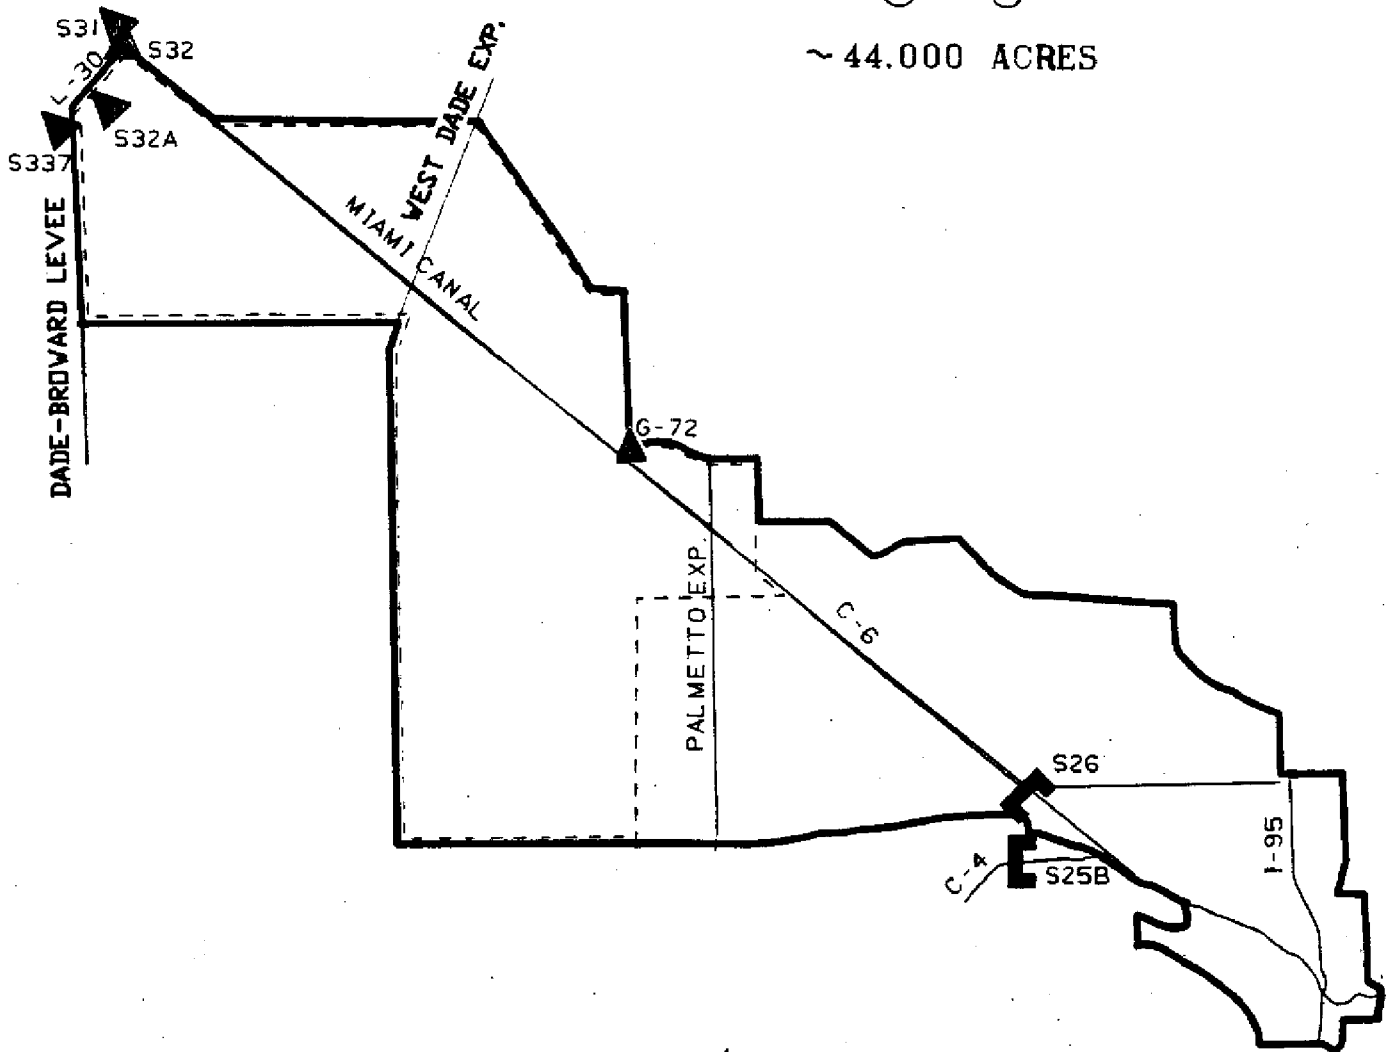 ~44.000 ACRES
S31
S32
L-30
S32A
S337
WEST DADE EXP.
MIAMI CANAL
DADE-BROWARD LEVEE
G-72
PALMETTO EXP.
C-6
S26
I-95
C-4
S25B